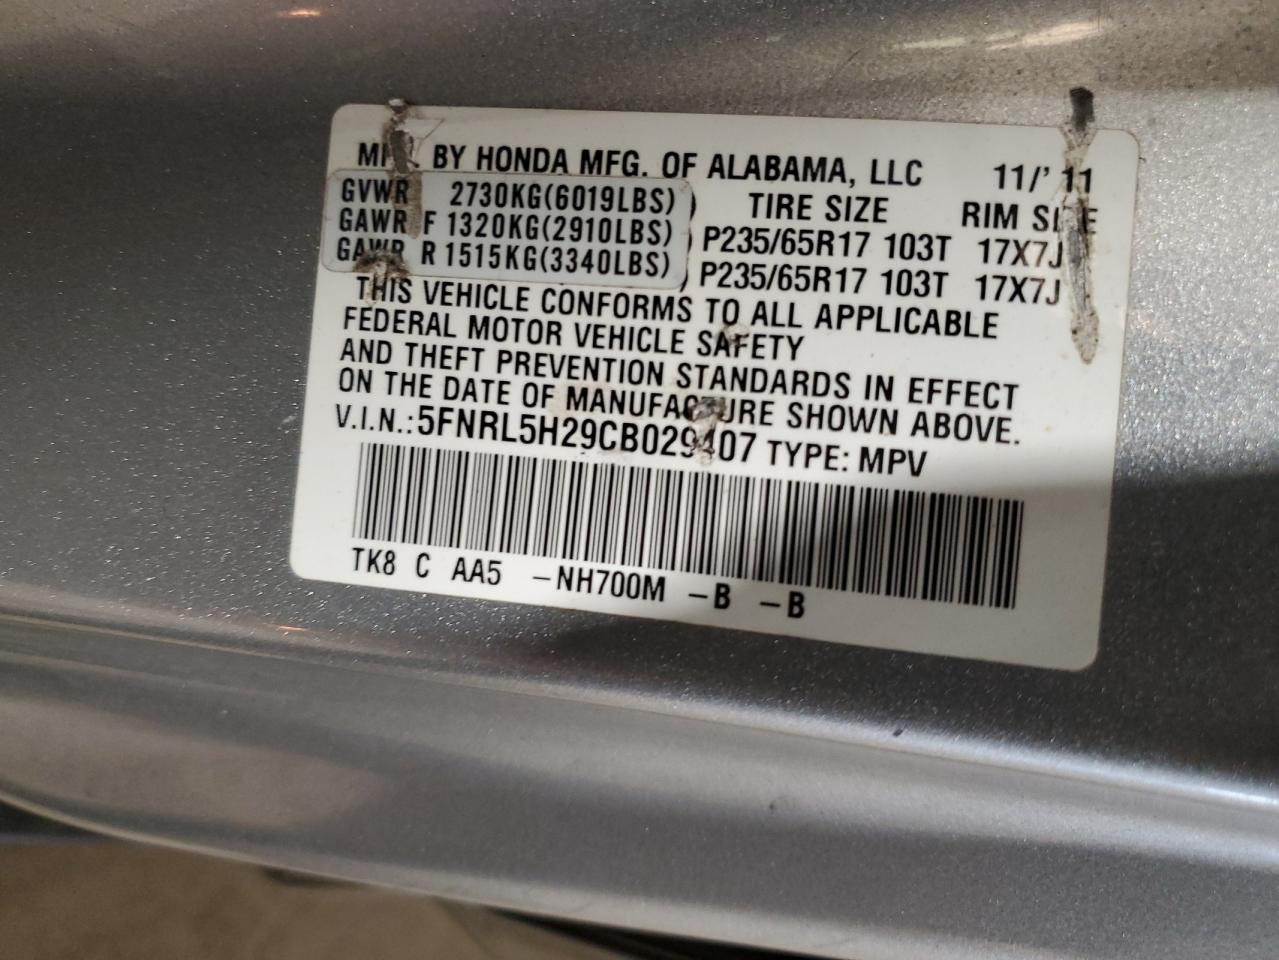 BY HONDA MFG. OF ALABAMA, LLC 11/'11
GVWR 2730KG(6019LBS) TIRE SIZE RIM
GAWR F 1320KG(2910LBS) P235/65R17 103T 17X7J
GAWR R 1515KG(3340LBS) P235/65R17 103T 17X7J
THIS VEHICLE CONFORMS TO ALL APPLICABLE
FEDERAL MOTOR VEHICLE SAFETY
AND THEFT PREVENTION STANDARDS IN EFFECT
ON THE DATE OF MANUFACTURE SHOWN ABOVE.
V.I.N.: TYPE: MPV
TK8 C AA5 -NH700M -B -B